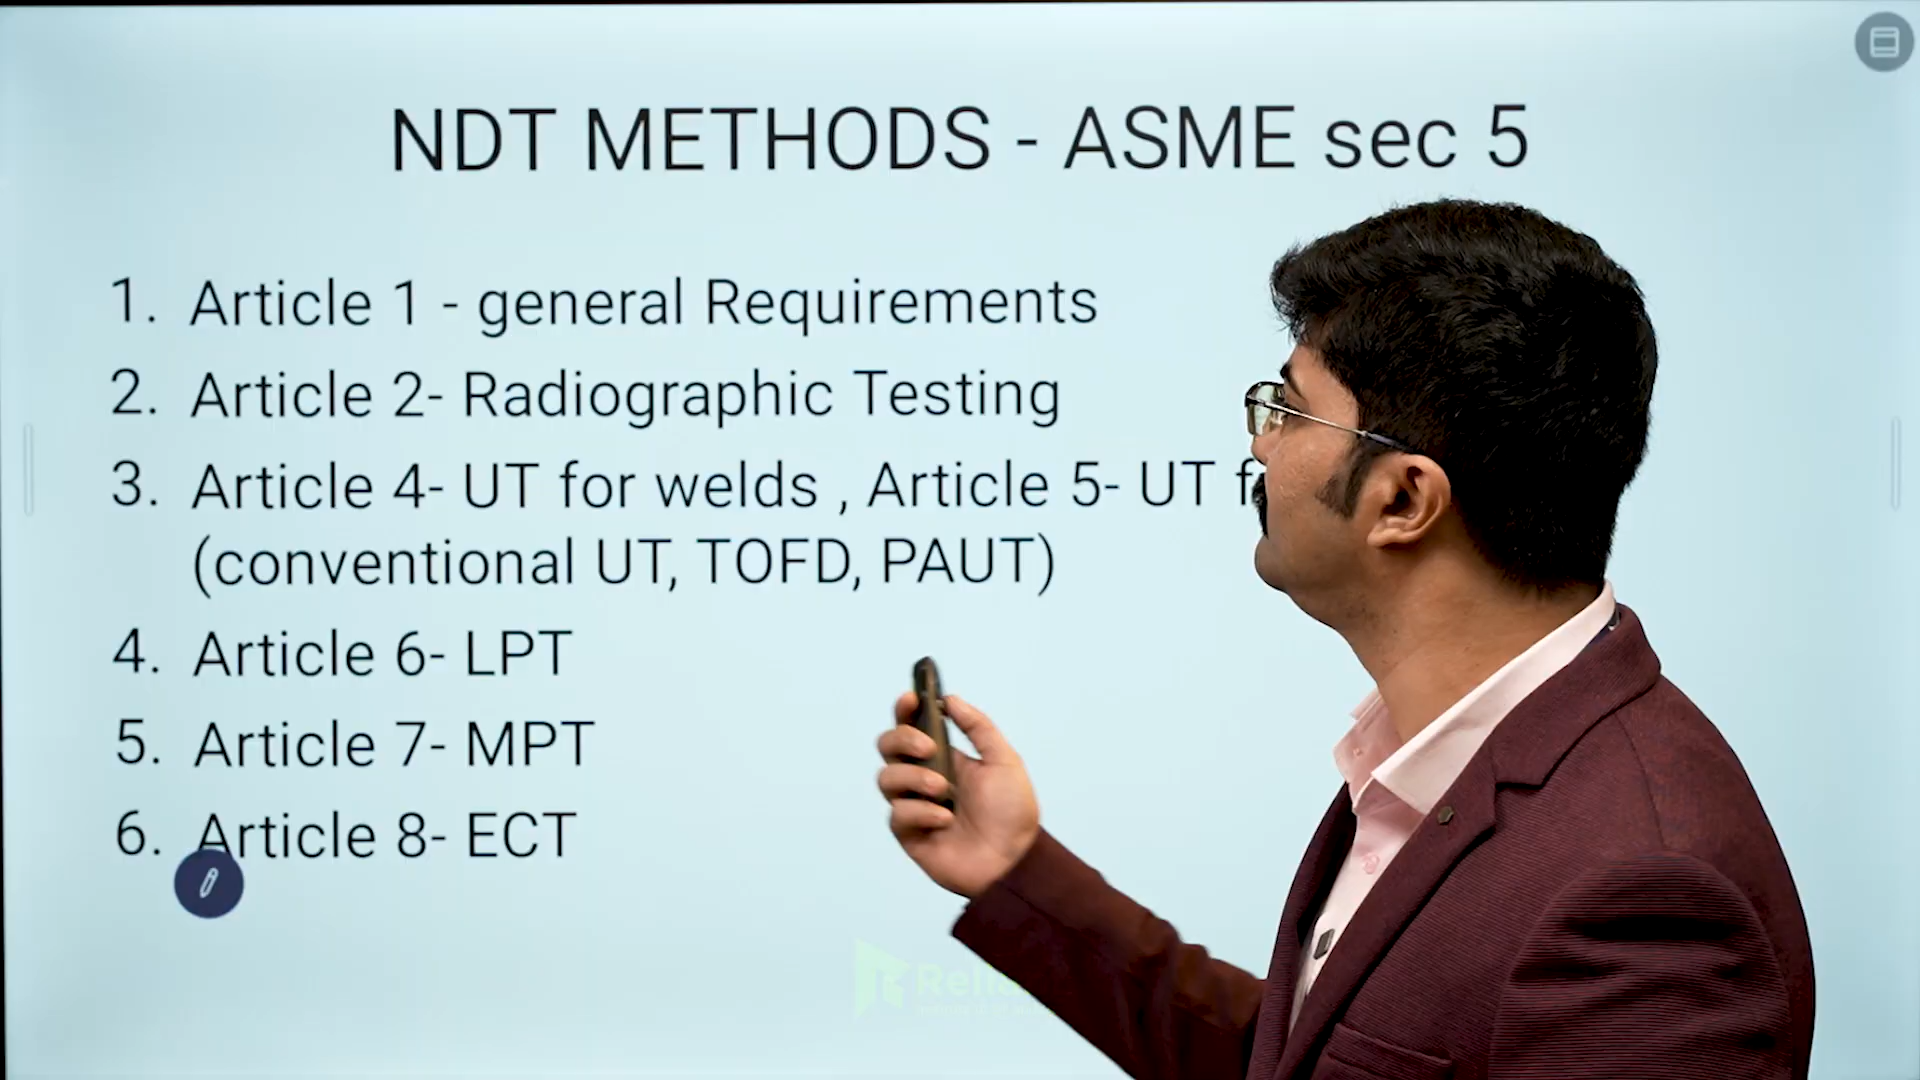 NDT METHODS - ASME sec 5
1. Article 1 - general Requirements
2. Article 2- Radiographic Testing
3. Article 4- UT for welds , Article 5- UT
(conventional UT, TOFD, PAUT)
4. Article 6- LPT
5. Article 7- MPT
6. Article 8- ECT